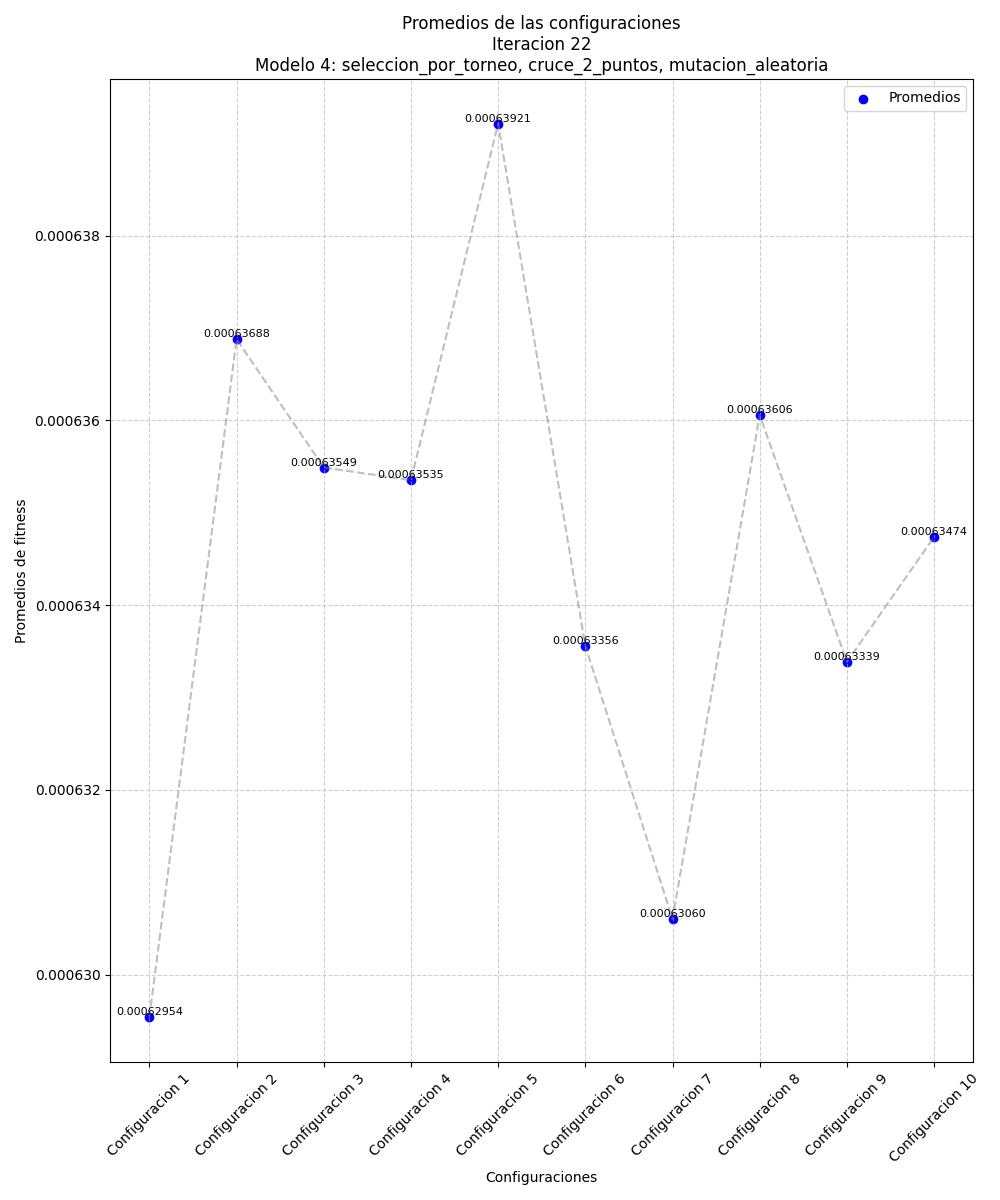 Promedios de las configuraciones
Iteracion 22
Modelo 4: seleccion_por_torneo, cruce_2_puntos, mutacion_aleatoria
Promedios
0.00063921
0.000638
0.00063688
0.000636
0.00063606
0.00063549
0.00063535
0.00063474
Promedios de fitness
0.000634
0.00063356
0.00063339
0.000632
0.00063060
0.000630
0.00062954
Configuracion 1
Configuracion 2
Configuracion 3
Configuracion 4
Configuracion 5
Configuracion 6
Configuracion 7
Configuracion 8
Configuracion 9
Configuracion 10
Configuraciones